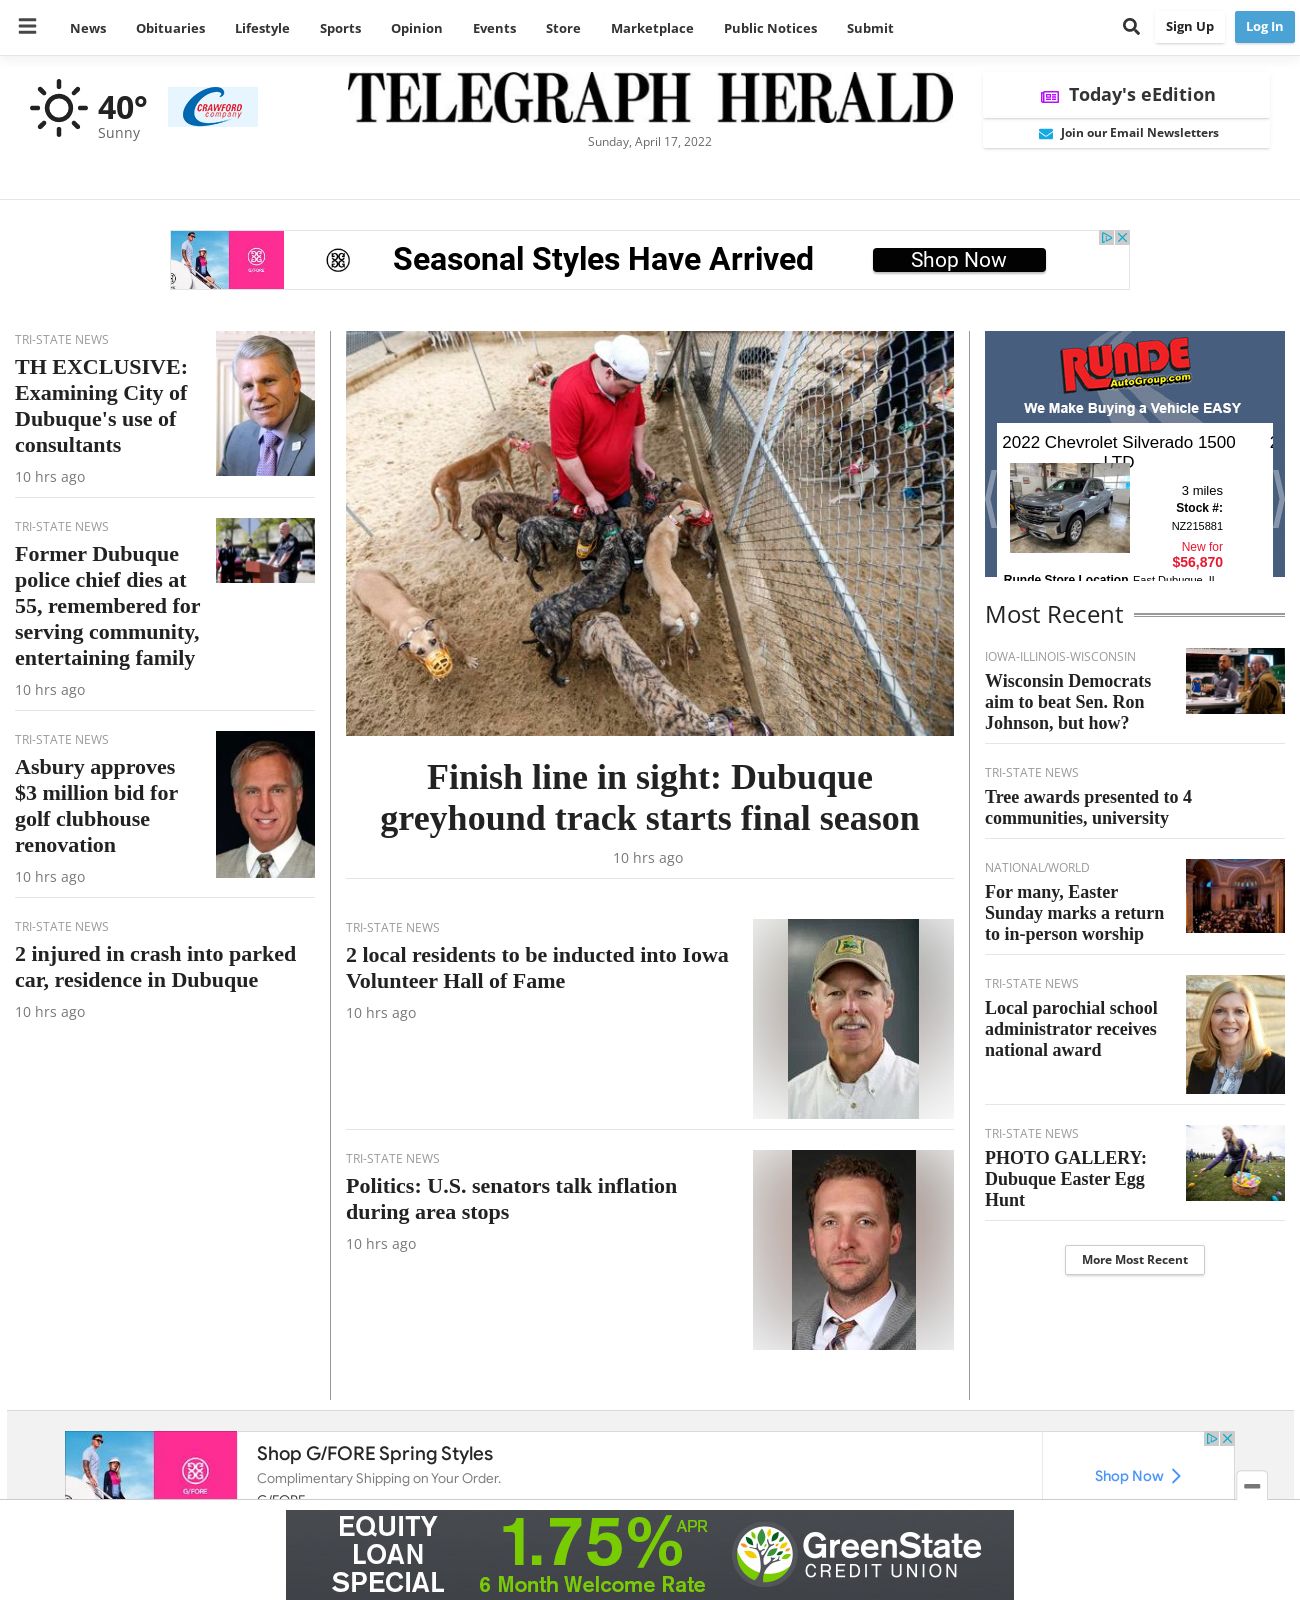 News Obituaries Lifestyle Sports Opinion Events Store Marketplace Public Notices Submit Sign Up Log In
40°
Sunny
CRAWFORD
company
TELEGRAPH HERALD
Sunday, April 17, 2022
Today's eEdition
Join our Email Newsletters
G/FORE
Seasonal Styles Have Arrived
Shop Now
TRI-STATE NEWS
TH EXCLUSIVE:
Examining City of
Dubuque's use of
consultants
10 hrs ago
TRI-STATE NEWS
Former Dubuque
police chief dies at
55, remembered for
serving community,
entertaining family
10 hrs ago
TRI-STATE NEWS
Asbury approves
$3 million bid for
golf clubhouse
renovation
10 hrs ago
TRI-STATE NEWS
2 injured in crash into parked
car, residence in Dubuque
10 hrs ago
Finish line in sight: Dubuque
greyhound track starts final season
10 hrs ago
TRI-STATE NEWS
2 local residents to be inducted into Iowa
Volunteer Hall of Fame
10 hrs ago
TRI-STATE NEWS
Politics: U.S. senators talk inflation
during area stops
10 hrs ago
RUNDE
AutoGroup.com
We Make Buying a Vehicle EASY
2022 Chevrolet Silverado 1500
LTD
3 miles
Stock #:
NZ215881
New for
$56,870
Runde Store Location East Dubuque, IL
Most Recent
IOWA-ILLINOIS-WISCONSIN
Wisconsin Democrats
aim to beat Sen. Ron
Johnson, but how?
TRI-STATE NEWS
Tree awards presented to 4
communities, university
NATIONAL/WORLD
For many, Easter
Sunday marks a return
to in-person worship
TRI-STATE NEWS
Local parochial school
administrator receives
national award
TRI-STATE NEWS
PHOTO GALLERY:
Dubuque Easter Egg
Hunt
More Most Recent
G/FORE
Shop G/FORE Spring Styles
Complimentary Shipping on Your Order.
G/FORE
Shop Now
EQUITY
LOAN
SPECIAL
1.75% APR
6 Month Welcome Rate
GreenState
CREDIT UNION